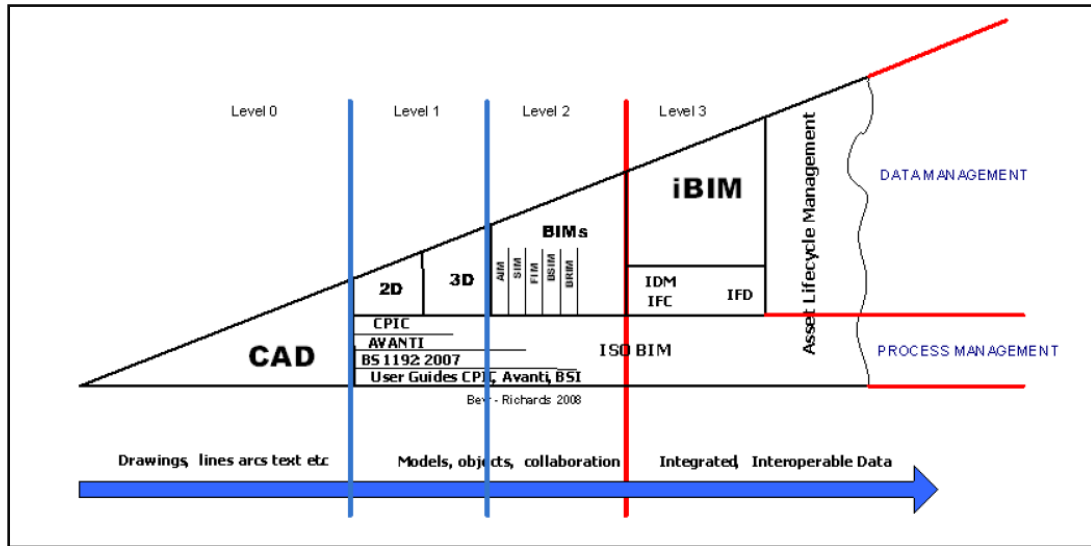 Level 0
Level 1
Level 2
Level 3
iBIM
BIMs
AIM
SIM
FIM
BSIM
BRIM
2D
3D
IDM
IFC
IFD
CAD
CPIC
AVANTI
BS 1192: 2007
User Guides CPIC, Avanti, BSI
ISO BIM
Asset Lifecycle Management
DATA MANAGEMENT
PROCESS MANAGEMENT
Bew - Richards 2008
Drawings, lines arcs text etc
Models, objects, collaboration
Integrated, Interoperable Data